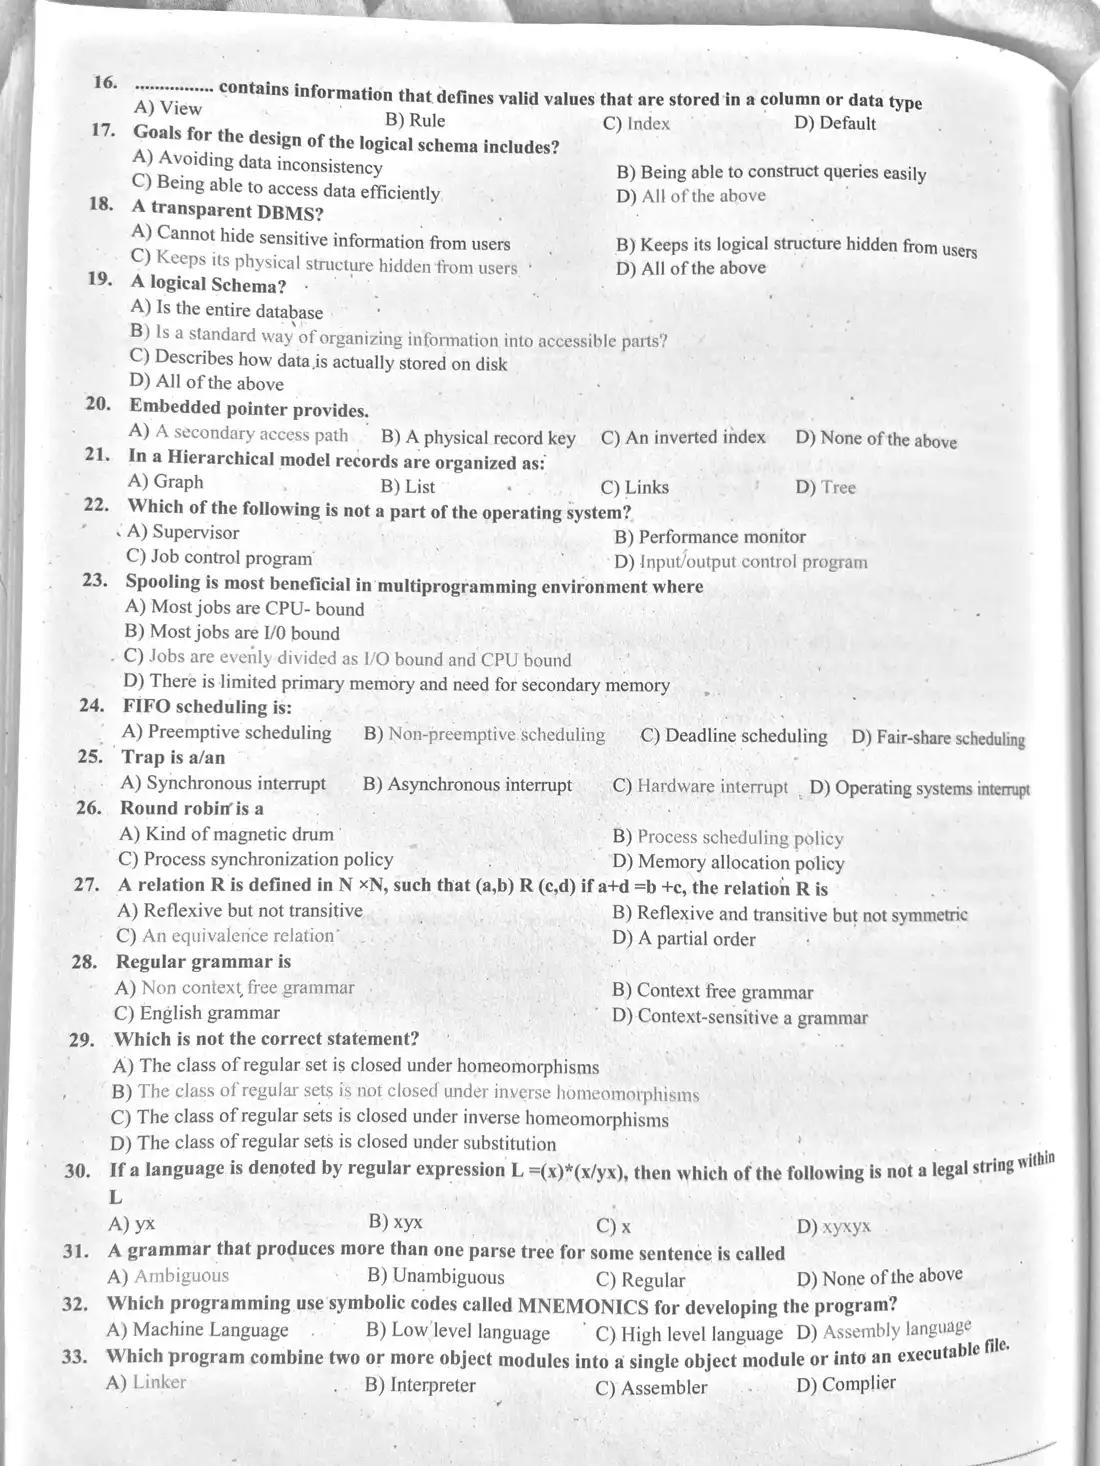 16. ................ contains information that defines valid values that are stored in a column or data type
A) View B) Rule C) Index D) Default
17. Goals for the design of the logical schema includes?
A) Avoiding data inconsistency B) Being able to construct queries easily
C) Being able to access data efficiently D) All of the above
18. A transparent DBMS?
A) Cannot hide sensitive information from users B) Keeps its logical structure hidden from users
C) Keeps its physical structure hidden from users D) All of the above
19. A logical Schema?
A) Is the entire database
B) Is a standard way of organizing information into accessible parts?
C) Describes how data is actually stored on disk
D) All of the above
20. Embedded pointer provides.
A) A secondary access path B) A physical record key C) An inverted index D) None of the above
21. In a Hierarchical model records are organized as:
A) Graph B) List C) Links D) Tree
22. Which of the following is not a part of the operating system?
A) Supervisor B) Performance monitor
C) Job control program D) Input/output control program
23. Spooling is most beneficial in multiprogramming environment where
A) Most jobs are CPU- bound
B) Most jobs are I/0 bound
C) Jobs are evenly divided as I/O bound and CPU bound
D) There is limited primary memory and need for secondary memory
24. FIFO scheduling is:
A) Preemptive scheduling B) Non-preemptive scheduling C) Deadline scheduling D) Fair-share scheduling
25. Trap is a/an
A) Synchronous interrupt B) Asynchronous interrupt C) Hardware interrupt D) Operating systems interrupt
26. Round robin is a
A) Kind of magnetic drum B) Process scheduling policy
C) Process synchronization policy D) Memory allocation policy
27. A relation R is defined in N ×N, such that (a,b) R (c,d) if a+d =b +c, the relation R is
A) Reflexive but not transitive B) Reflexive and transitive but not symmetric
C) An equivalence relation D) A partial order
28. Regular grammar is
A) Non context free grammar B) Context free grammar
C) English grammar D) Context-sensitive a grammar
29. Which is not the correct statement?
A) The class of regular set is closed under homeomorphisms
B) The class of regular sets is not closed under inverse homeomorphisms
C) The class of regular sets is closed under inverse homeomorphisms
D) The class of regular sets is closed under substitution
30. If a language is denoted by regular expression L =(x)*(x/yx), then which of the following is not a legal string within
L
A) yx B) xyx C) x D) xyxyx
31. A grammar that produces more than one parse tree for some sentence is called
A) Ambiguous B) Unambiguous C) Regular D) None of the above
32. Which programming use symbolic codes called MNEMONICS for developing the program?
A) Machine Language B) Low level language C) High level language D) Assembly language
33. Which program combine two or more object modules into a single object module or into an executable file.
A) Linker B) Interpreter C) Assembler D) Complier